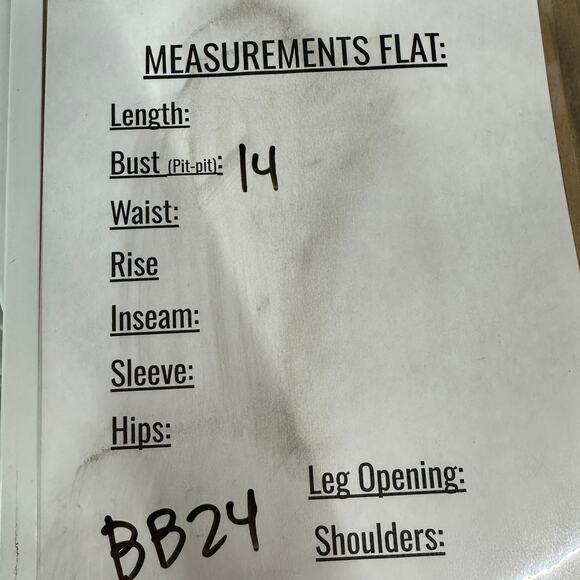 MEASUREMENTS FLAT:
Length:
Bust (Pit-pit): 14
Waist:
Rise
Inseam:
Sleeve:
Hips:
Leg Opening:
BB24
Shoulders: